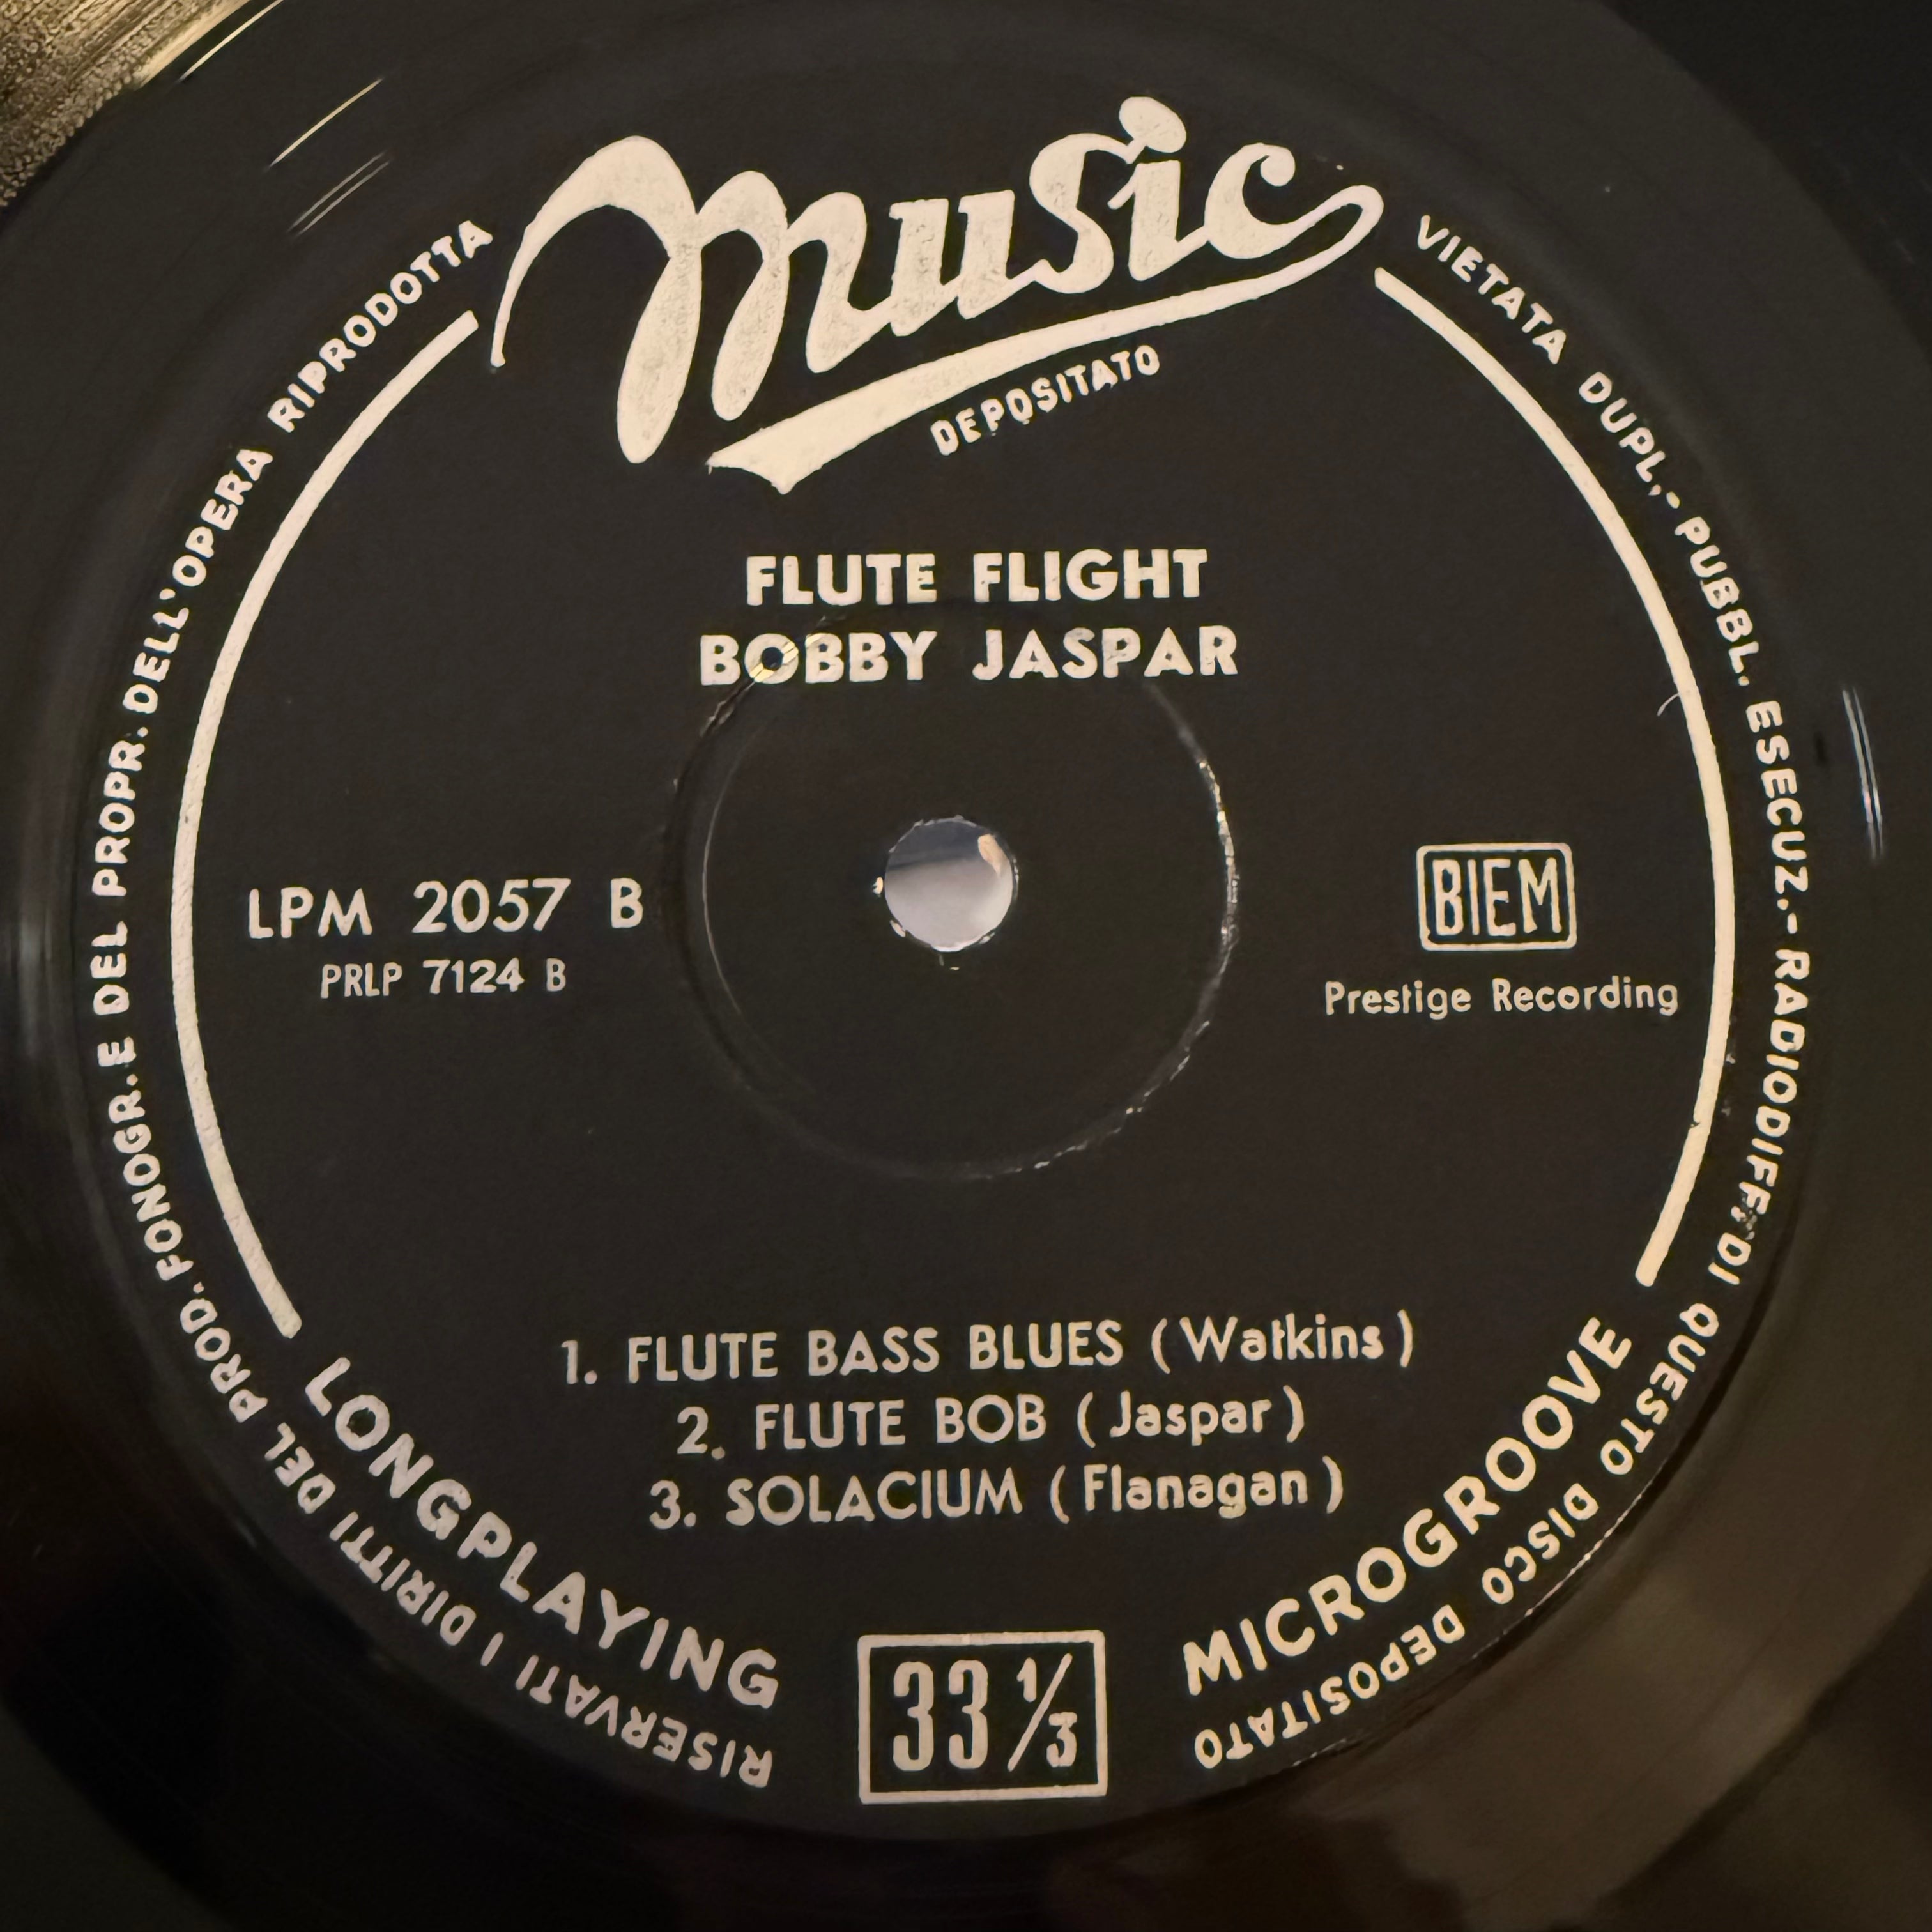 Music
DEPOSITATO
FLUTE FLIGHT
BOBBY JASPAR
LPM 2057 B
PRLP 7124 B
BIEM
Prestige Recording
1. FLUTE BASS BLUES (Watkins)
2. FLUTE BOB (Jaspar)
3. SOLACIUM (Flanagan)
LONGPLAYING
33 1/3
MICROGROOVE
RISERVATI I DIRITTI DEL PROD. FONOGR. E DEL PROPR. DELL'OPERA RIPRODOTTA
VIETATA DUPL.- PUBBL. ESECUZ.- RADIODIFF. DI QUESTO DISCO DEPOSITATO